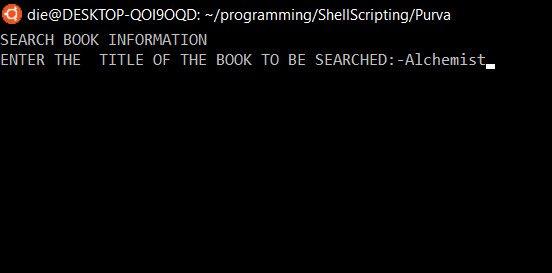 die@DESKTOP-QOI9OQD: ~/programming/ShellScripting/Purva
SEARCH BOOK INFORMATION
ENTER THE  TITLE OF THE BOOK TO BE SEARCHED:-Alchemist